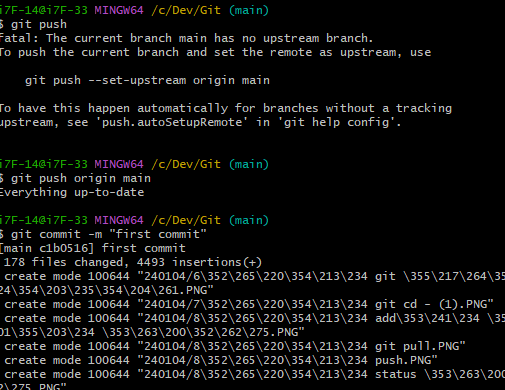 i7F-14@i7F-33 MINGW64 /c/Dev/Git (main)
$ git push
fatal: The current branch main has no upstream branch.
To push the current branch and set the remote as upstream, use

    git push --set-upstream origin main

To have this happen automatically for branches without a tracking
upstream, see 'push.autoSetupRemote' in 'git help config'.

i7F-14@i7F-33 MINGW64 /c/Dev/Git (main)
$ git push origin main
Everything up-to-date

i7F-14@i7F-33 MINGW64 /c/Dev/Git (main)
$ git commit -m "first commit"
[main c1b0516] first commit
 178 files changed, 4493 insertions(+)
 create mode 100644 "240104/6\352\265\220\354\213\234 git \355\217\264\35
24\354\203\235\354\204\261.PNG"
 create mode 100644 "240104/7\352\265\220\354\213\234 git cd - (1).PNG"
 create mode 100644 "240104/8\352\265\220\354\213\234 add\353\241\234 \35
01\355\203\234 \353\263\200\352\262\275.PNG"
 create mode 100644 "240104/8\352\265\220\354\213\234 git pull.PNG"
 create mode 100644 "240104/8\352\265\220\354\213\234 push.PNG"
 create mode 100644 "240104/8\352\265\220\354\213\234 status \353\263\200
2\275.PNG"